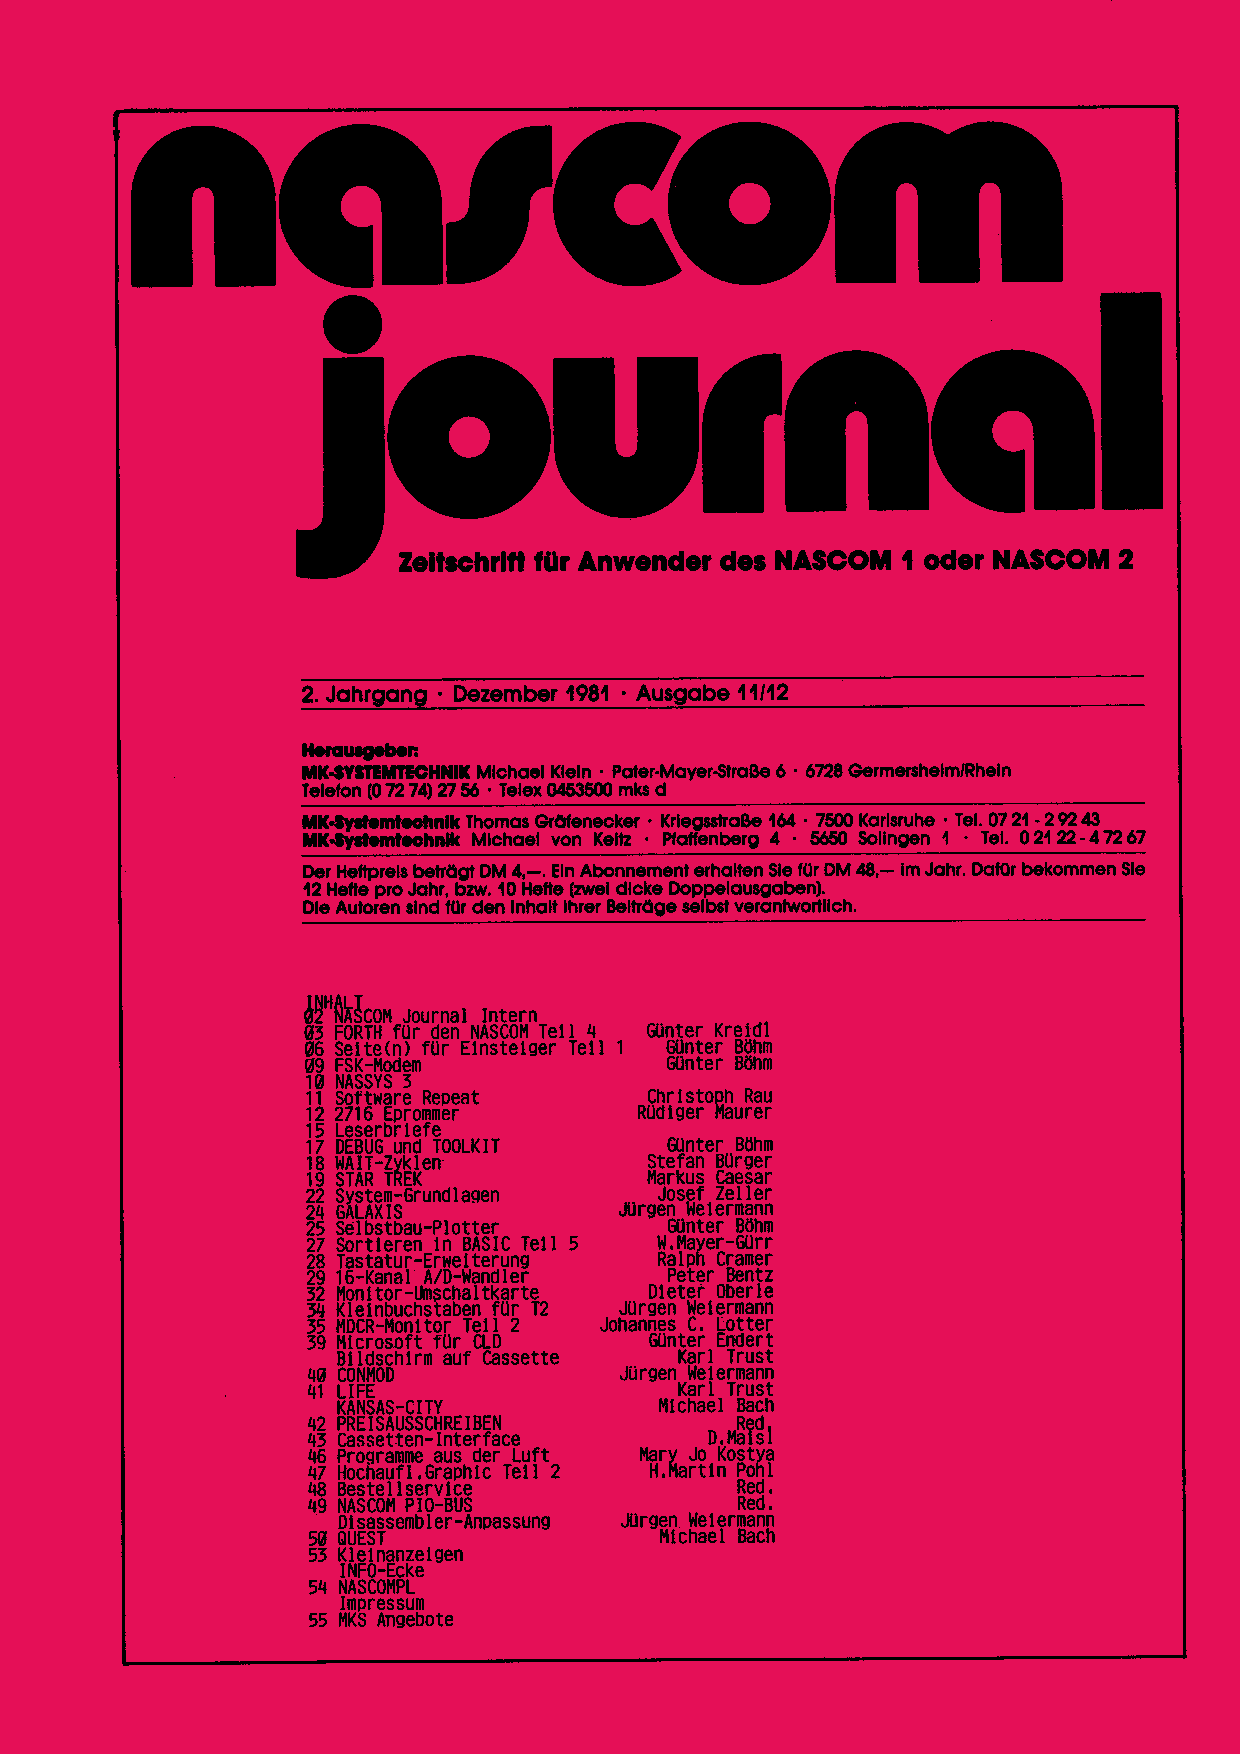 nascom
journal
Zeitschrift für Anwender des NASCOM 1 oder NASCOM 2
2. Jahrgang · Dezember 1981 · Ausgabe 11/12
Herausgeber:
MK-SYSTEMTECHNIK Michael Klein · Pater-Mayer-Straße 6 · 6728 Germersheim/Rhein
Telefon (0 72 74) 27 56 · Telex 0453500 mks d
MK-Systemtechnik Thomas Gräfenecker · Kriegsstraße 164 · 7500 Karlsruhe · Tel. 07 21 - 2 92 43
MK-Systemtechnik Michael von Keitz · Pfaffenberg 4 · 5650 Solingen 1 · Tel. 0 21 22 - 4 72 67
Der Heftpreis beträgt DM 4,—. Ein Abonnement erhalten Sie für DM 48,— im Jahr. Dafür bekommen Sie
12 Hefte pro Jahr, bzw. 10 Hefte (zwei dicke Doppelausgaben).
Die Autoren sind für den Inhalt ihrer Beiträge selbst verantwortlich.
INHALT
02 NASCOM Journal Intern
03 FORTH für den NASCOM Teil 4 Günter Kreidl
06 Seite(n) für Einsteiger Teil 1 Günter Böhm
09 FSK-Modem Günter Böhm
10 NASSYS 3
11 Software Repeat Christoph Rau
12 2716 Eprommer Rüdiger Maurer
15 Leserbriefe
17 DEBUG und TOOLKIT Günter Böhm
18 WAIT-Zyklen Stefan Bürger
19 STAR TREK Markus Caesar
22 System-Grundlagen Josef Zeller
24 GALAXIS Jürgen Weiermann
25 Selbstbau-Plotter Günter Böhm
27 Sortieren in BASIC Teil 5 W.Mayer-Gürr
28 Tastatur-Erweiterung Ralph Cramer
29 16-Kanal A/D-Wandler Peter Bentz
32 Monitor-Umschaltkarte Dieter Oberle
34 Kleinbuchstaben für T2 Jürgen Weiermann
35 MDCR-Monitor Teil 2 Johannes C. Lotter
39 Microsoft für CLD Günter Endert
Bildschirm auf Cassette Karl Trust
40 CONMOD Jürgen Weiermann
41 LIFE Karl Trust
KANSAS-CITY Michael Bach
42 PREISAUSSCHREIBEN Red.
43 Cassetten-Interface D.Maisl
46 Programme aus der Luft Mary Jo Kostya
47 Hochaufl.Graphic Teil 2 H.Martin Pohl
48 Bestellservice Red.
49 NASCOM PIO-BUS Red.
Disassembler-Anpassung Jürgen Weiermann
50 QUEST Michael Bach
53 Kleinanzeigen
INFO-Ecke
54 NASCOMPL
Impressum
55 MKS Angebote